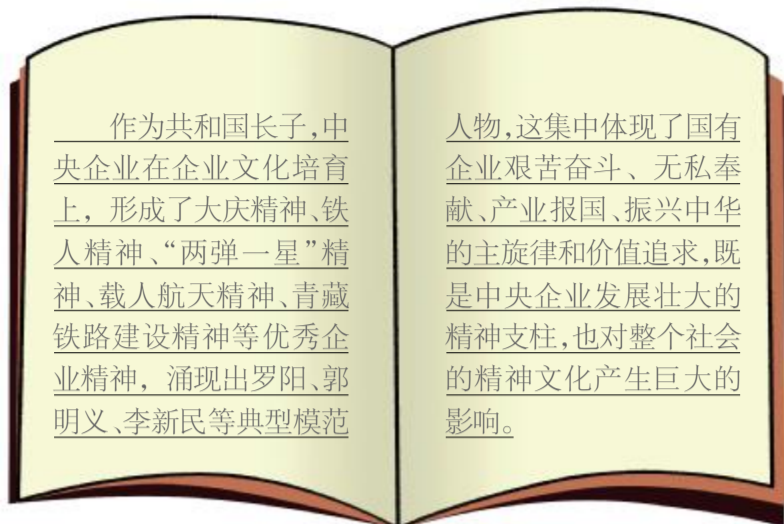 作为共和国长子,中
央企业在企业文化培育
上，形成了大庆精神、铁
人精神、“两弹一星”精
神、载人航天精神、青藏
铁路建设精神等优秀企
业精神，涌现出罗阳、郭
明义、李新民等典型模范
人物,这集中体现了国有
企业艰苦奋斗、无私奉
献、产业报国、振兴中华
的主旋律和价值追求,既
是中央企业发展壮大的
精神支柱,也对整个社会
的精神文化产生巨大的
影响。